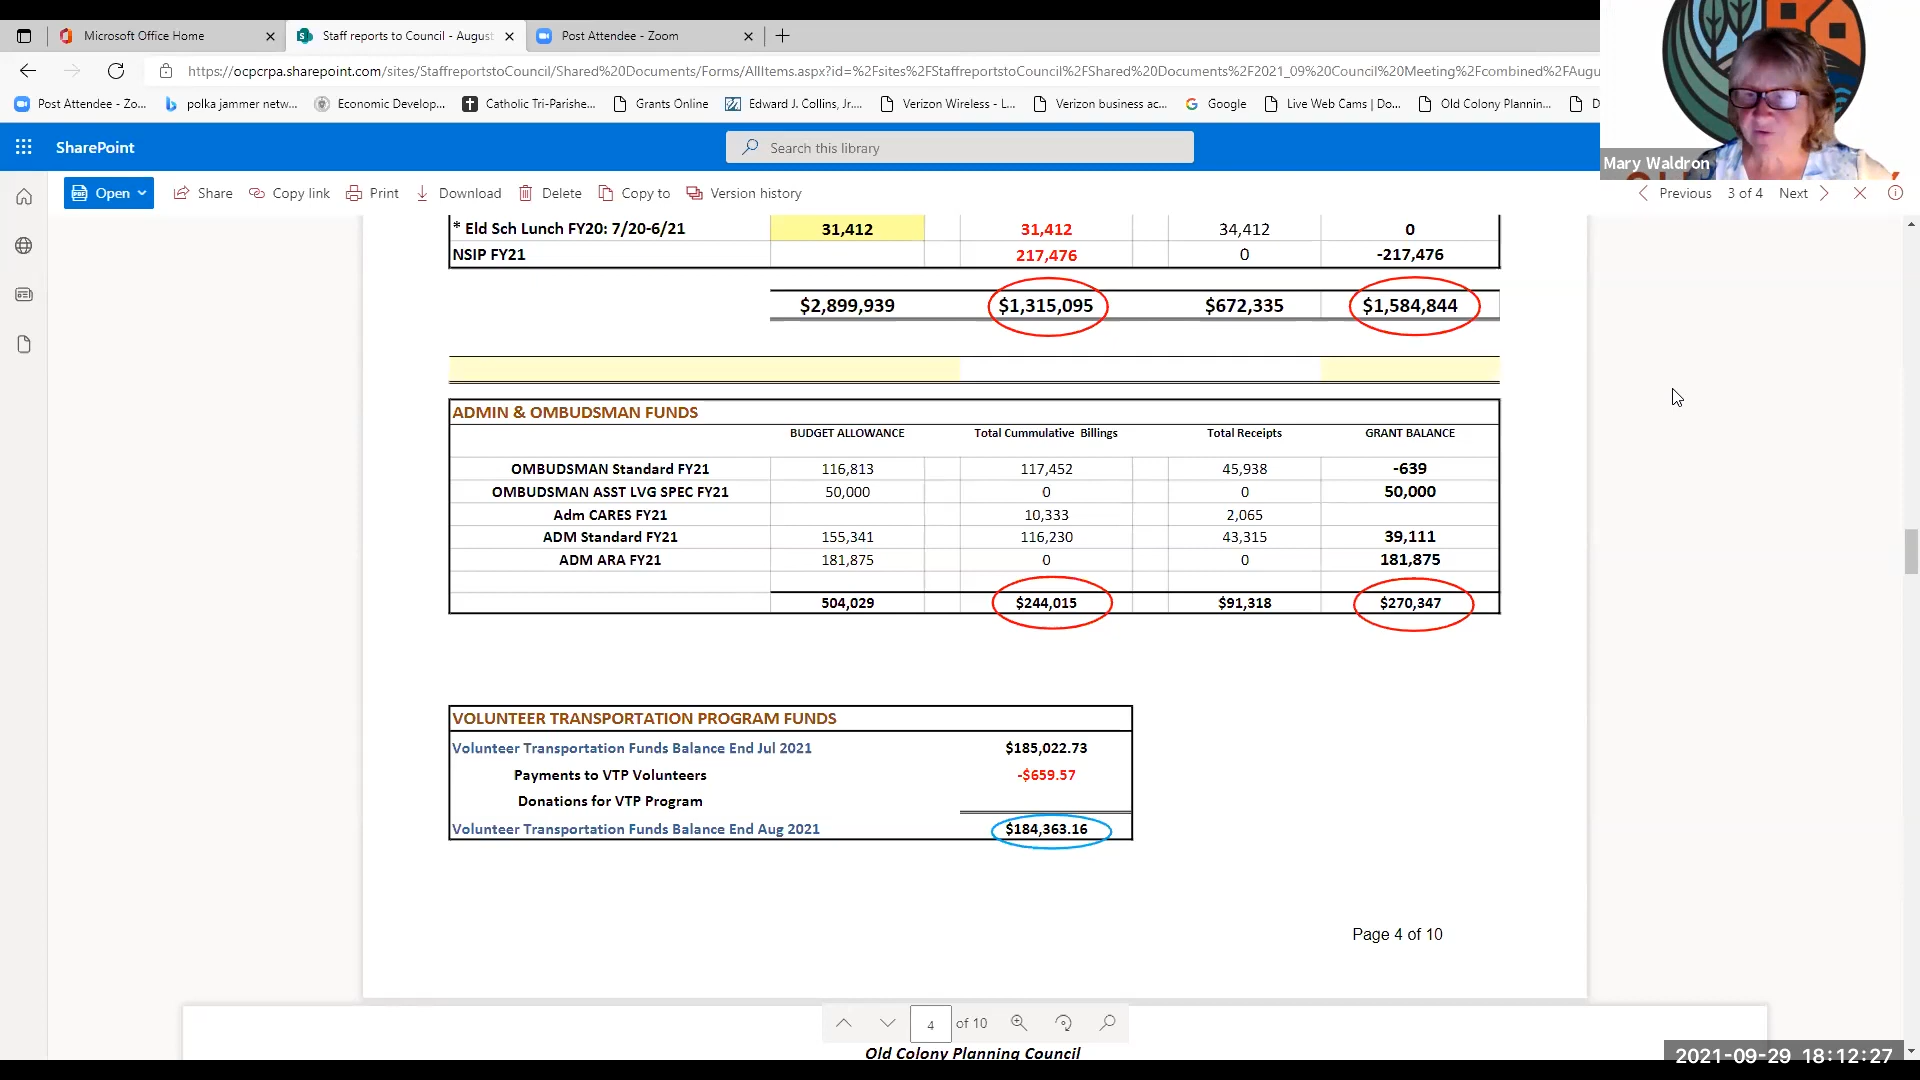 Microsoft Office Home
Staff reports to Council - August
Post Attendee - Zoom
https://ocpcrpa.sharepoint.com/sites/StaffreportstoCouncil/Shared%20Documents/Forms/AllItems.aspx?id=%2Fsites%2FStaffreportstoCouncil%2FShared%20Documents%2F2021_09%20Council%20Meeting%2Fcombined%2FAugu
Post Attendee - Zo... polka jammer netw... Economic Develop... Catholic Tri-Parishe... Grants Online Edward J. Collins, Jr.... Verizon Wireless - L... Verizon business ac... Google Live Web Cams | Do... Old Colony Plannin... D
SharePoint
Search this library
Mary Waldron
Open Share Copy link Print Download Delete Copy to Version history Previous 3 of 4 Next
* Eld Sch Lunch FY20: 7/20-6/21 31,412 31,412 34,412 0
NSIP FY21 217,476 0 -217,476
$2,899,939 $1,315,095 $672,335 $1,584,844
ADMIN & OMBUDSMAN FUNDS
BUDGET ALLOWANCE Total Cummulative Billings Total Receipts GRANT BALANCE
OMBUDSMAN Standard FY21 116,813 117,452 45,938 -639
OMBUDSMAN ASST LVG SPEC FY21 50,000 0 0 50,000
Adm CARES FY21 10,333 2,065
ADM Standard FY21 155,341 116,230 43,315 39,111
ADM ARA FY21 181,875 0 0 181,875
504,029 $244,015 $91,318 $270,347
VOLUNTEER TRANSPORTATION PROGRAM FUNDS
Volunteer Transportation Funds Balance End Jul 2021 $185,022.73
Payments to VTP Volunteers -$659.57
Donations for VTP Program
Volunteer Transportation Funds Balance End Aug 2021 $184,363.16
Page 4 of 10
4 of 10
Old Colony Planning Council
2021-09-29 18:12:27